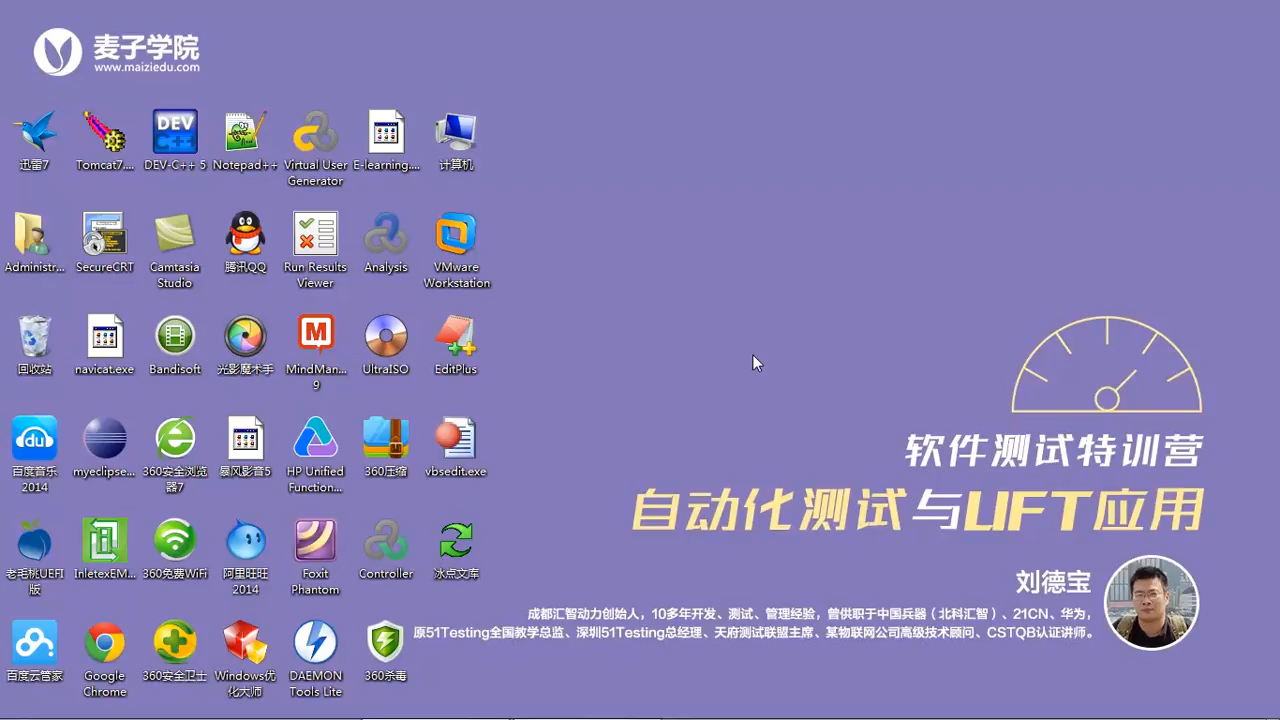 麦子学院
www.maiziedu.com
迅雷7
Tomcat7....
DEV-C++ 5
Notepad++
Virtual User
Generator
E-learning....
计算机
Administr...
SecureCRT
Camtasia
Studio
腾讯QQ
Run Results
Viewer
Analysis
VMware
Workstation
回收站
navicat.exe
Bandisoft
光影魔术手
MindMan...
9
UltraISO
EditPlus
百度音乐
2014
myeclipse...
360安全浏览
器7
暴风影音5
HP Unified
Function...
360压缩
vbsedit.exe
老毛桃UEFI
版
InletexEM...
360免费WiFi
阿里旺旺
2014
Foxit
Phantom
Controller
冰点文库
百度云管家
Google
Chrome
360安全卫士
Windows优
化大师
DAEMON
Tools Lite
360杀毒
软件测试特训营
自动化测试与UFT应用
刘德宝
成都汇智动力创始人，10多年开发、测试、管理经验，曾供职于中国兵器（北科汇智）、21CN、华为，
原51Testing全国教学总监、深圳51Testing总经理、天府测试联盟主席、某物联网公司高级技术顾问、CSTQB认证讲师。